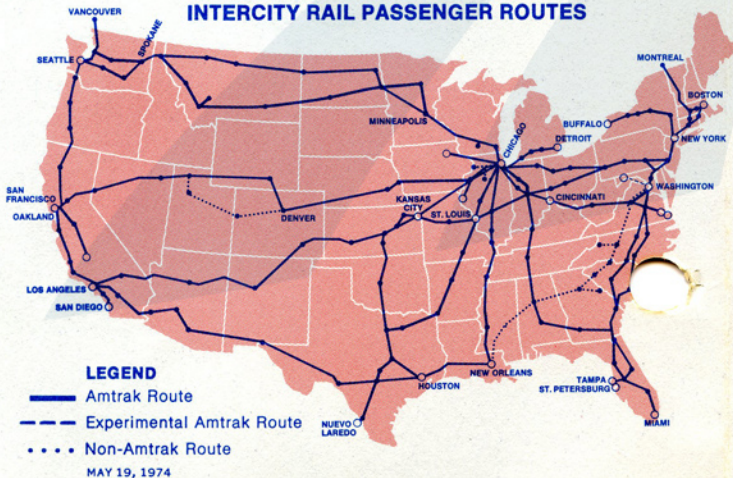 INTERCITY RAIL PASSENGER ROUTES
VANCOUVER
SEATTLE
SPOKANE
MONTREAL
BOSTON
BUFFALO
DETROIT
NEW YORK
MINNEAPOLIS
CHICAGO
WASHINGTON
SAN
FRANCISCO
OAKLAND
DENVER
KANSAS
CITY
ST. LOUIS
CINCINNATI
LOS ANGELES
SAN DIEGO
NEW ORLEANS
HOUSTON
TAMPA
ST. PETERSBURG
NUEVO
LAREDO
MIAMI
LEGEND
Amtrak Route
Experimental Amtrak Route
Non-Amtrak Route
MAY 19, 1974